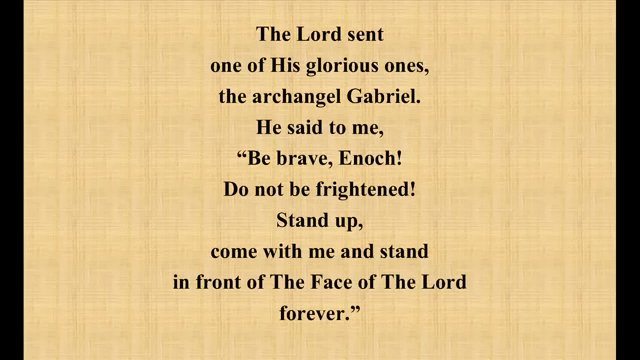 The Lord sent
one of His glorious ones,
the archangel Gabriel.
He said to me,
“Be brave, Enoch!
Do not be frightened!
Stand up,
come with me and stand
in front of The Face of The Lord
forever.”